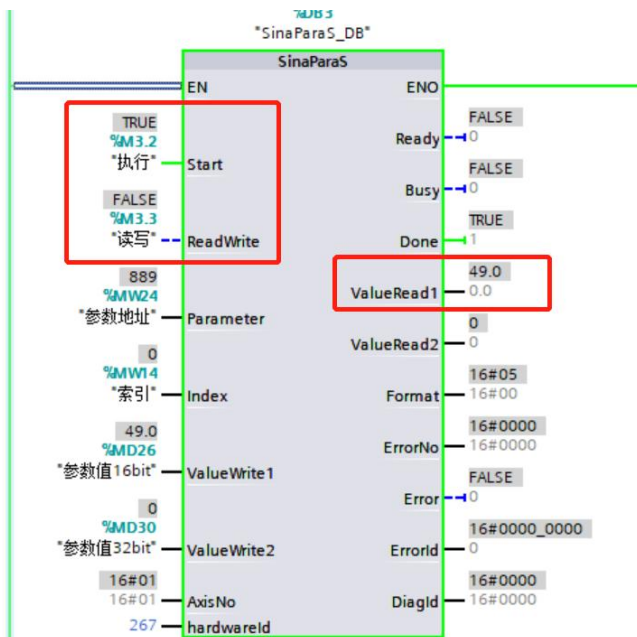 %DB3
"SinaParaS_DB"
SinaParaS
EN
ENO
TRUE
%M3.2
"执行"
Start
FALSE
%M3.3
"读写"
ReadWrite
889
%MW24
"参数地址"
Parameter
0
%MW14
"索引"
Index
49.0
%MD26
"参数值16bit"
ValueWrite1
0
%MD30
"参数值32bit"
ValueWrite2
16#01
16#01
AxisNo
267
hardwareId
FALSE
Ready
0
FALSE
Busy
0
TRUE
Done
1
49.0
ValueRead1
0.0
0
ValueRead2
0
16#05
Format
16#00
16#0000
ErrorNo
16#0000
FALSE
Error
0
16#0000_0000
ErrorId
0
16#0000
DiagId
16#0000